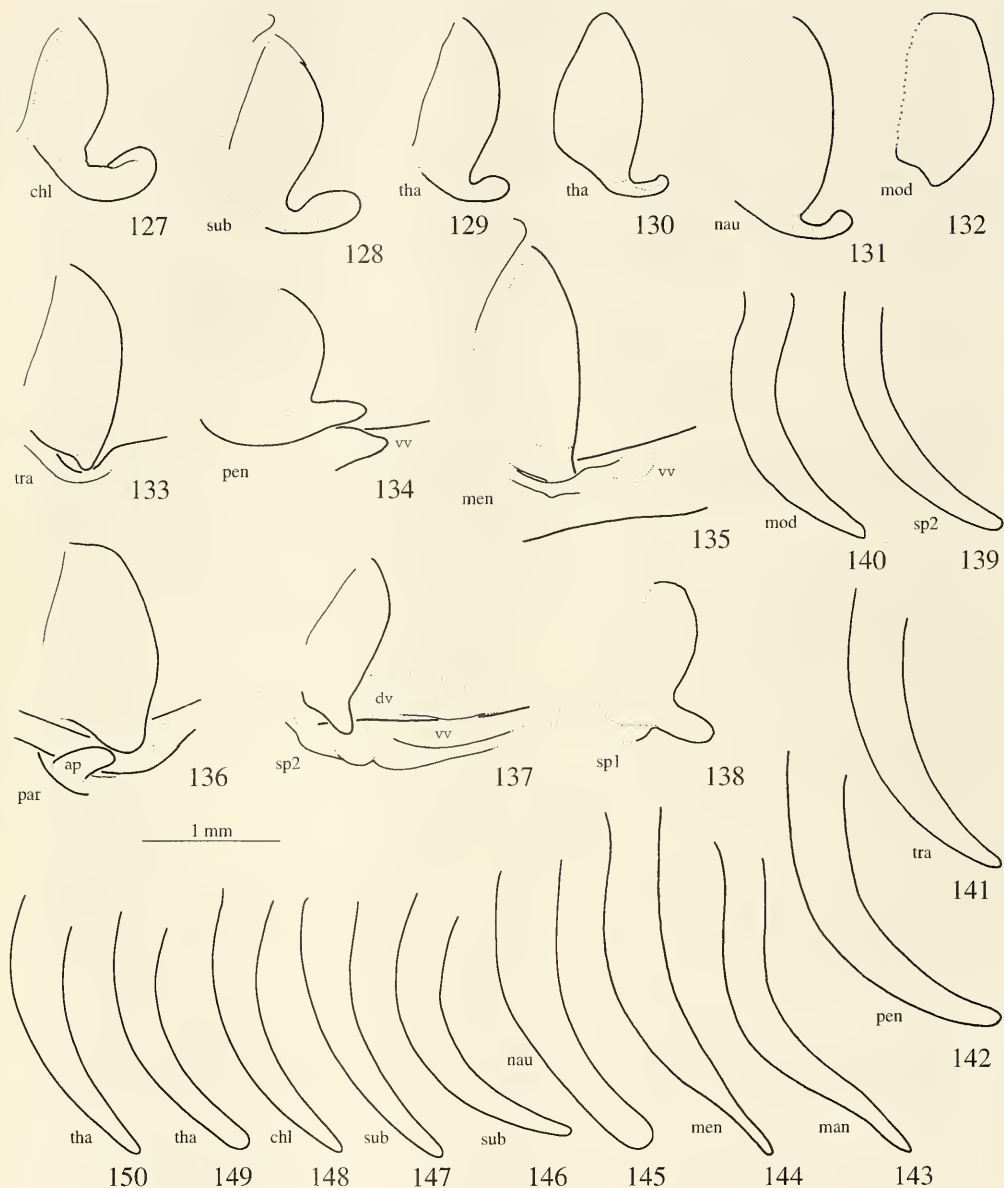 chl
127
sub
128
tha
129
tha
130
nau
131
mod
132
tra
133
pen
vv
134
men
vv
135
mod
140
sp2
139
ap
par
136
dv
vv
sp2
137
sp1
138
tra
141
1 mm
pen
142
tha
150
tha
149
chl
148
sub
147
sub
146
nau
145
men
144
man
143